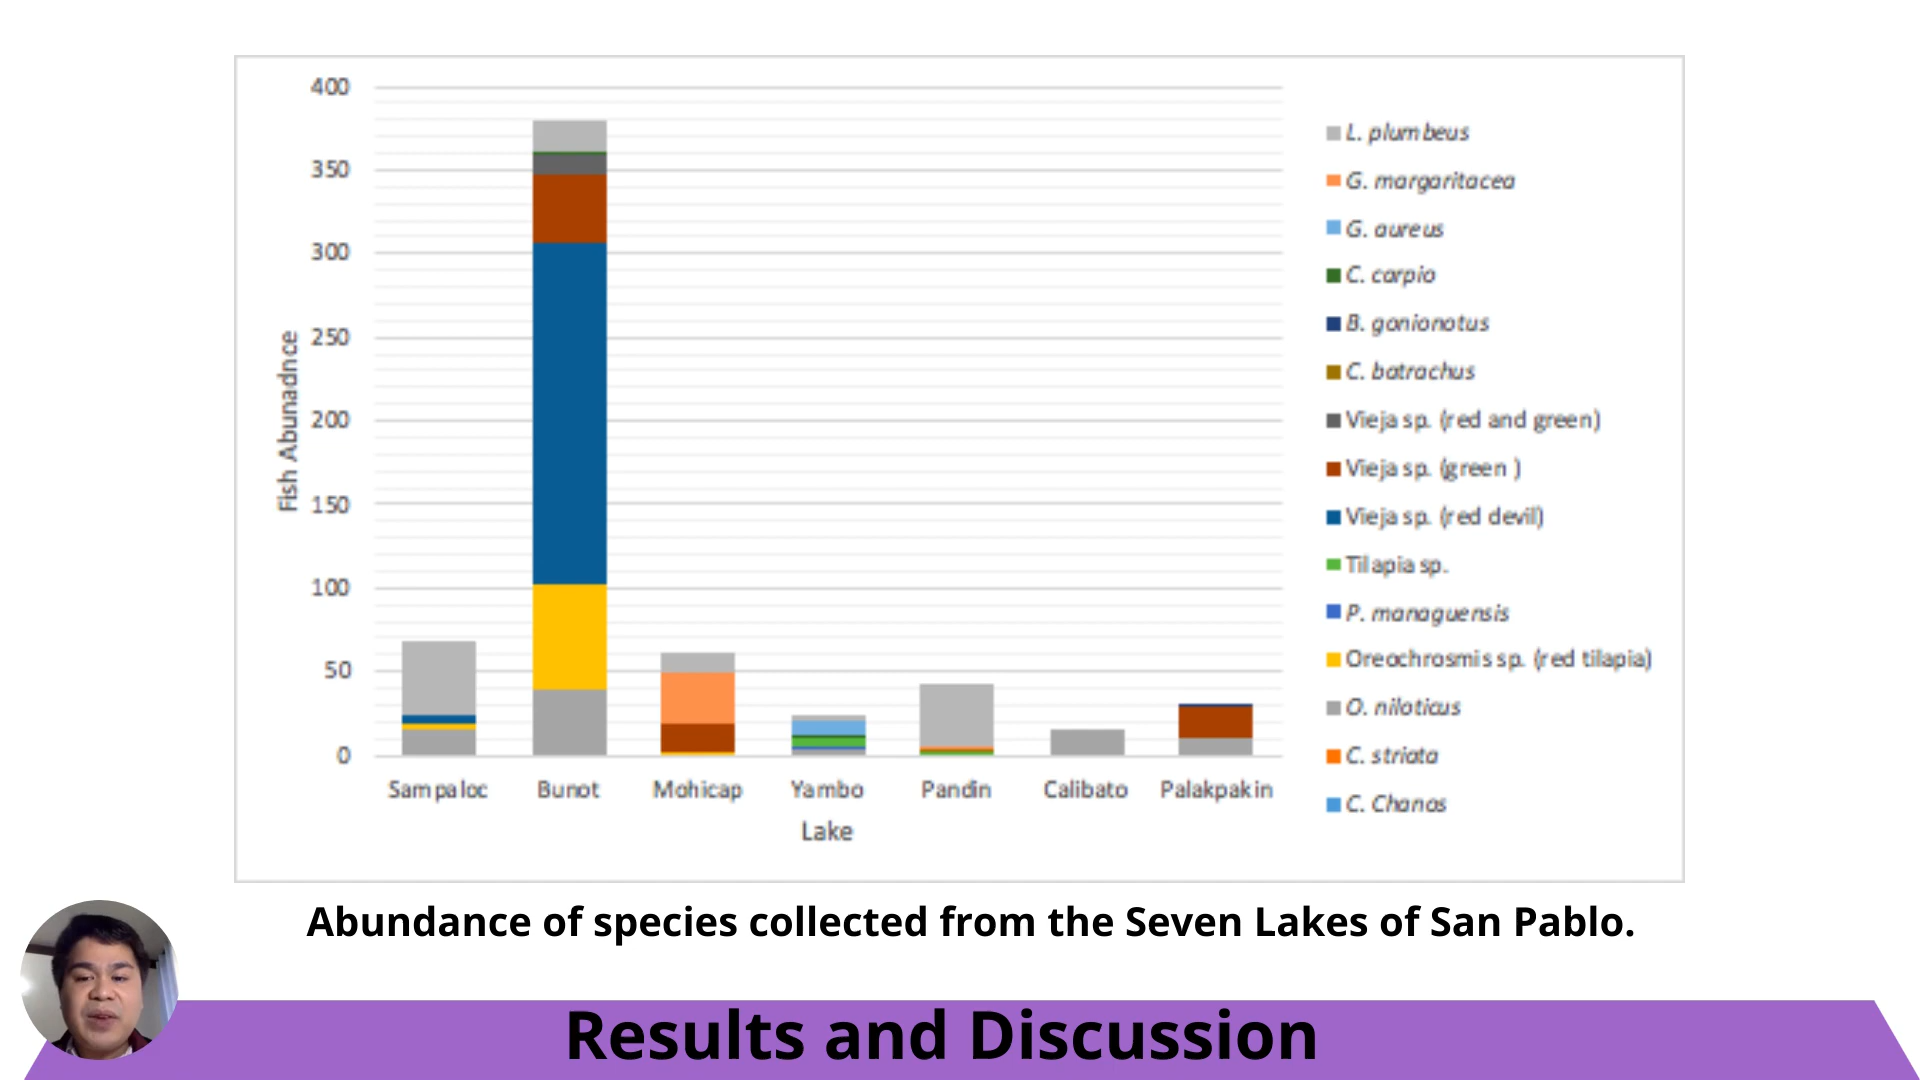 400
350
300
250
200
150
100
50
0
Fish Abunadnce
Sampaloc
Bunot
Mohicap
Yambo
Pandin
Calibato
Palakpakin
Lake
L. plumbeus
G. margaritacea
G. aureus
C. carpio
B. gonionotus
C. batrachus
Vieja sp. (red and green)
Vieja sp. (green )
Vieja sp. (red devil)
Tilapia sp.
P. managuensis
Oreochrosmis sp. (red tilapia)
O. niloticus
C. striata
C. Chanos
Abundance of species collected from the Seven Lakes of San Pablo.
Results and Discussion